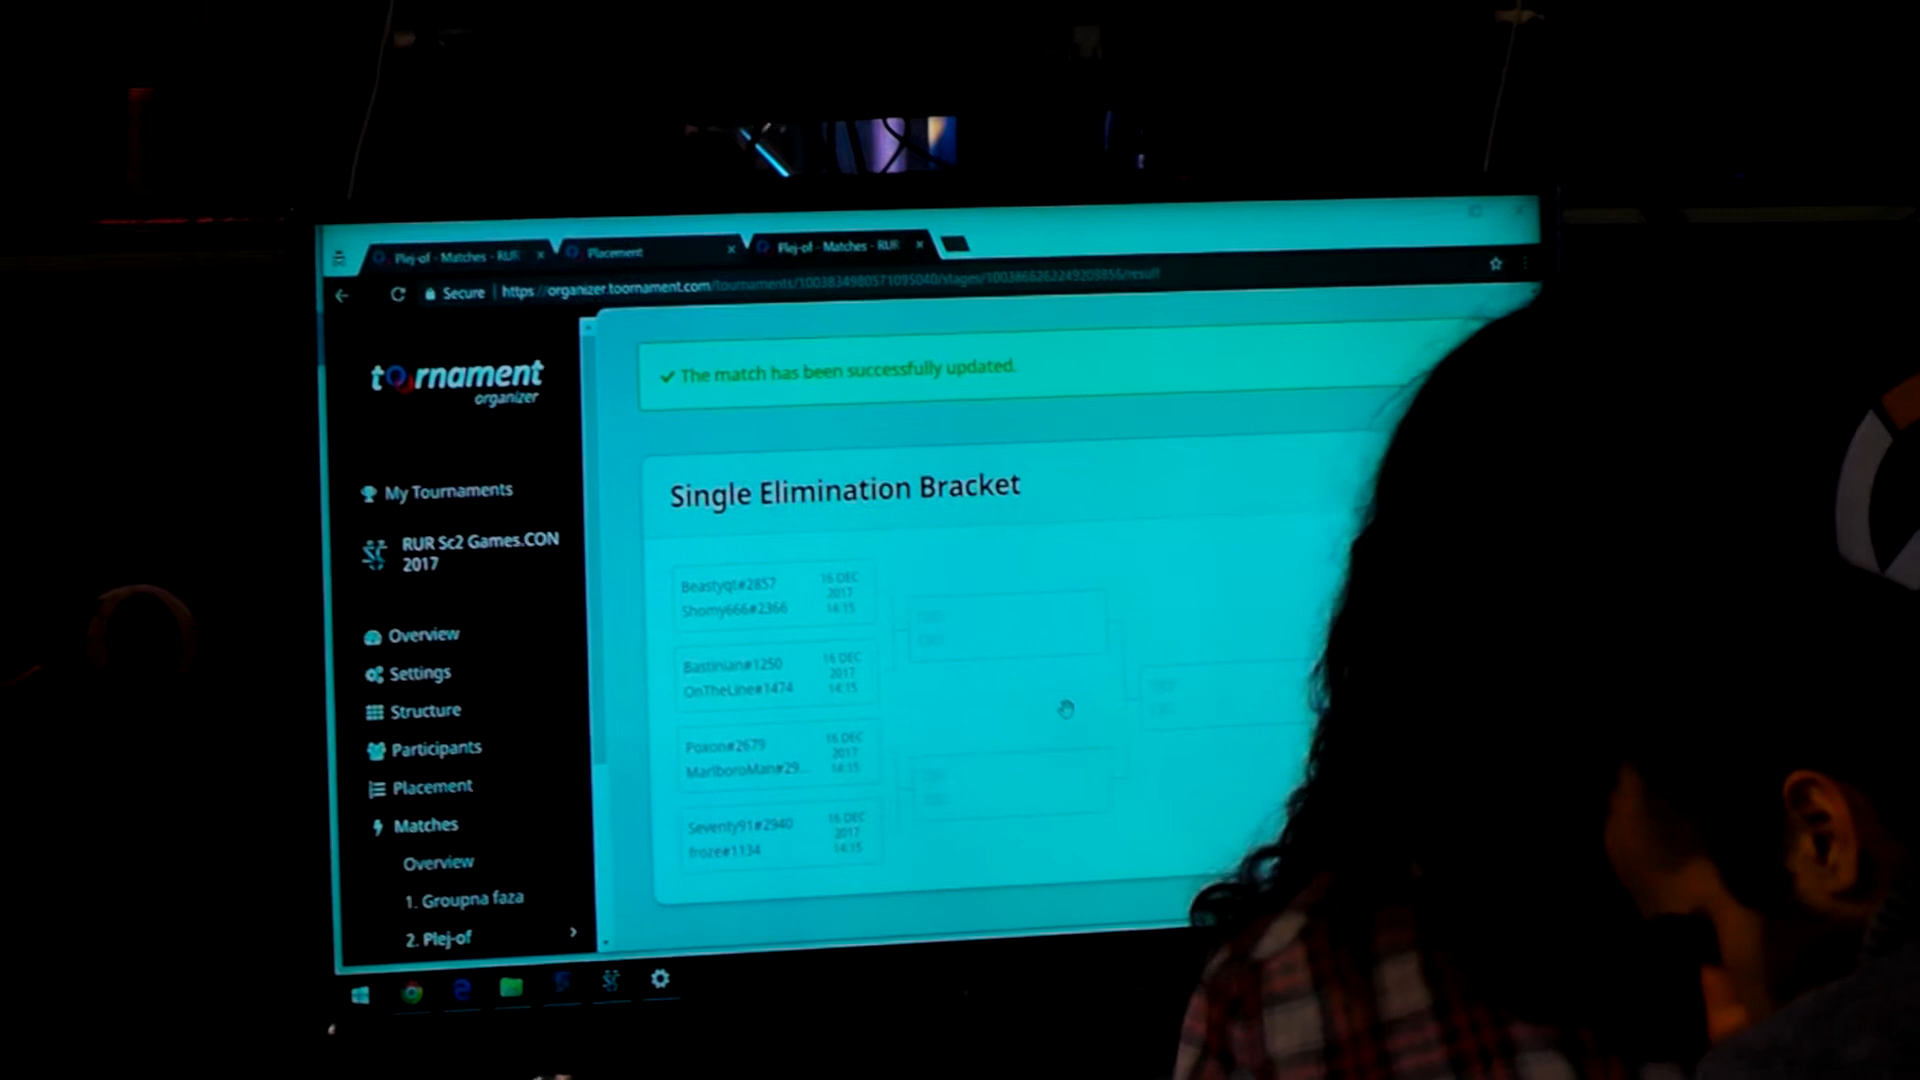 Plej-of - Matches - RUR
Placement
Plej-of - Matches - RUR
Secure https://organizer.toornament.com/tournaments/
toornament
organizer
The match has been successfully updated.
My Tournaments
Single Elimination Bracket
RUR Sc2 Games.CON
2017
Beastyqt#2857
Shomy666#2366
16 DEC
2017
14:15
Overview
Bastinian#1250
OnTheLine#1474
16 DEC
2017
14:15
Settings
Structure
Poxon#2679
MarlboroMan#29...
16 DEC
2017
14:15
Participants
Placement
Seventy91#2940
froze#1134
16 DEC
2017
14:15
Matches
Overview
1. Groupna faza
2. Plej-of